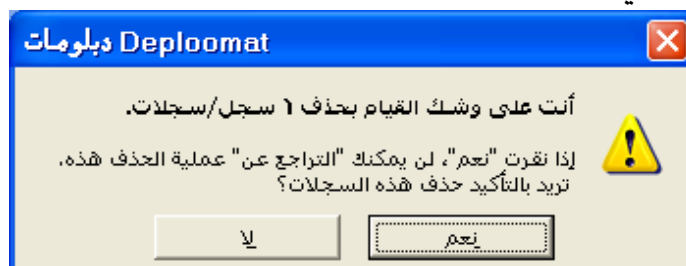 دبلومات Deploomat
أنت على وشك القيام بحذف ١ سجل/سجلات.
إذا نقرت "نعم"، لن يمكنك "التراجع عن" عملية الحذف هذه.
تريد بالتأكيد حذف هذه السجلات؟
نعم
لا